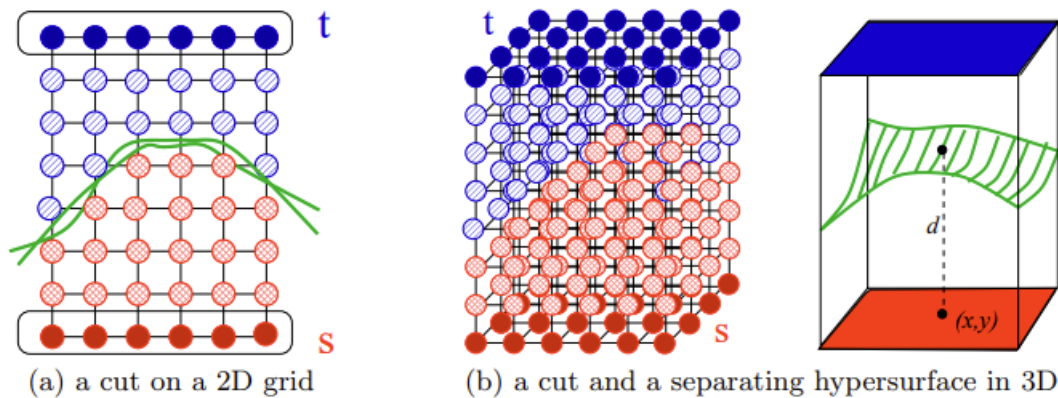 t
s
(a) a cut on a 2D grid
t
s
d
(x,y)
(b) a cut and a separating hypersurface in 3D